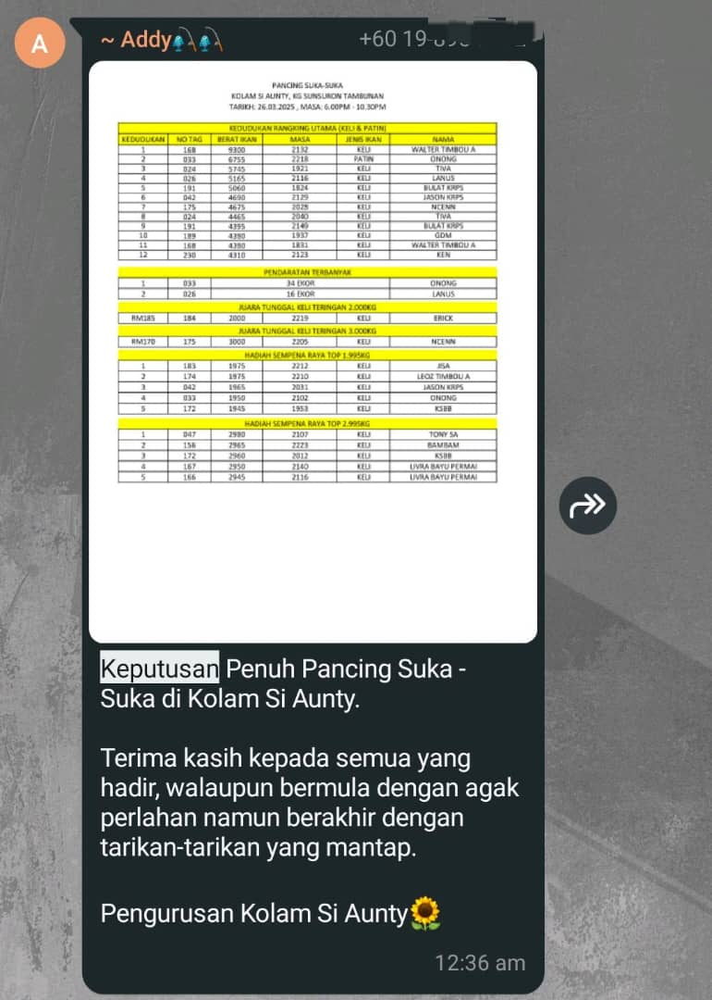 A
~ Addy🎣🎣 +60 19-
PANCING SUKA-SUKA
KOLAM SI AUNTY, KG SUNSURON TAMBUNAN
TARIKH: 26.03.2025, MASA: 6.00PM - 10.30PM
KEDUDUKAN RANGKING UTAMA (KELI & PATIN)
KEDUDUKAN NO TAG BERAT IKAN MASA JENIS IKAN NAMA
1 168 9300 2132 KELI WALTER TIMBOU A
2 033 6755 2218 PATIN ONONG
3 024 5745 1921 KELI TIVA
4 026 5165 2116 KELI LANUS
5 191 5060 1824 KELI BULAT KRPS
6 042 4690 2129 KELI JASON KRPS
7 175 4675 2028 KELI NCENN
8 024 4465 2040 KELI TIVA
9 191 4395 2149 KELI BULAT KRPS
10 189 4390 1937 KELI GDM
11 168 4380 1831 KELI WALTER TIMBOU A
12 230 4310 2123 KELI KEN
PENDARATAN TERBANYAK
1 033 34 EKOR ONONG
2 026 16 EKOR LANUS
JUARA TUNGGAL KELI TERINGAN 2.000KG
RM185 184 2000 2219 KELI ERICK
JUARA TUNGGAL KELI TERINGAN 3.000KG
RM170 175 3000 2205 KELI NCENN
HADIAH SEMPENA RAYA TOP 1.995KG
1 183 1975 2212 KELI JISA
2 174 1975 2210 KELI LEOZ TIMBOU A
3 042 1965 2031 KELI JASON KRPS
4 033 1950 2102 KELI ONONG
5 172 1945 1953 KELI KSBB
HADIAH SEMPENA RAYA TOP 2.995KG
1 047 2980 2107 KELI TONY SA
2 156 2965 2223 KELI BAMBAM
3 172 2960 2012 KELI KSBB
4 167 2950 2140 KELI LIVRA BAYU PERMAI
5 166 2945 2116 KELI LIVRA BAYU PERMAI
Keputusan Penuh Pancing Suka -
Suka di Kolam Si Aunty.
Terima kasih kepada semua yang
hadir, walaupun bermula dengan agak
perlahan namun berakhir dengan
tarikan-tarikan yang mantap.
Pengurusan Kolam Si Aunty🌻
12:36 am